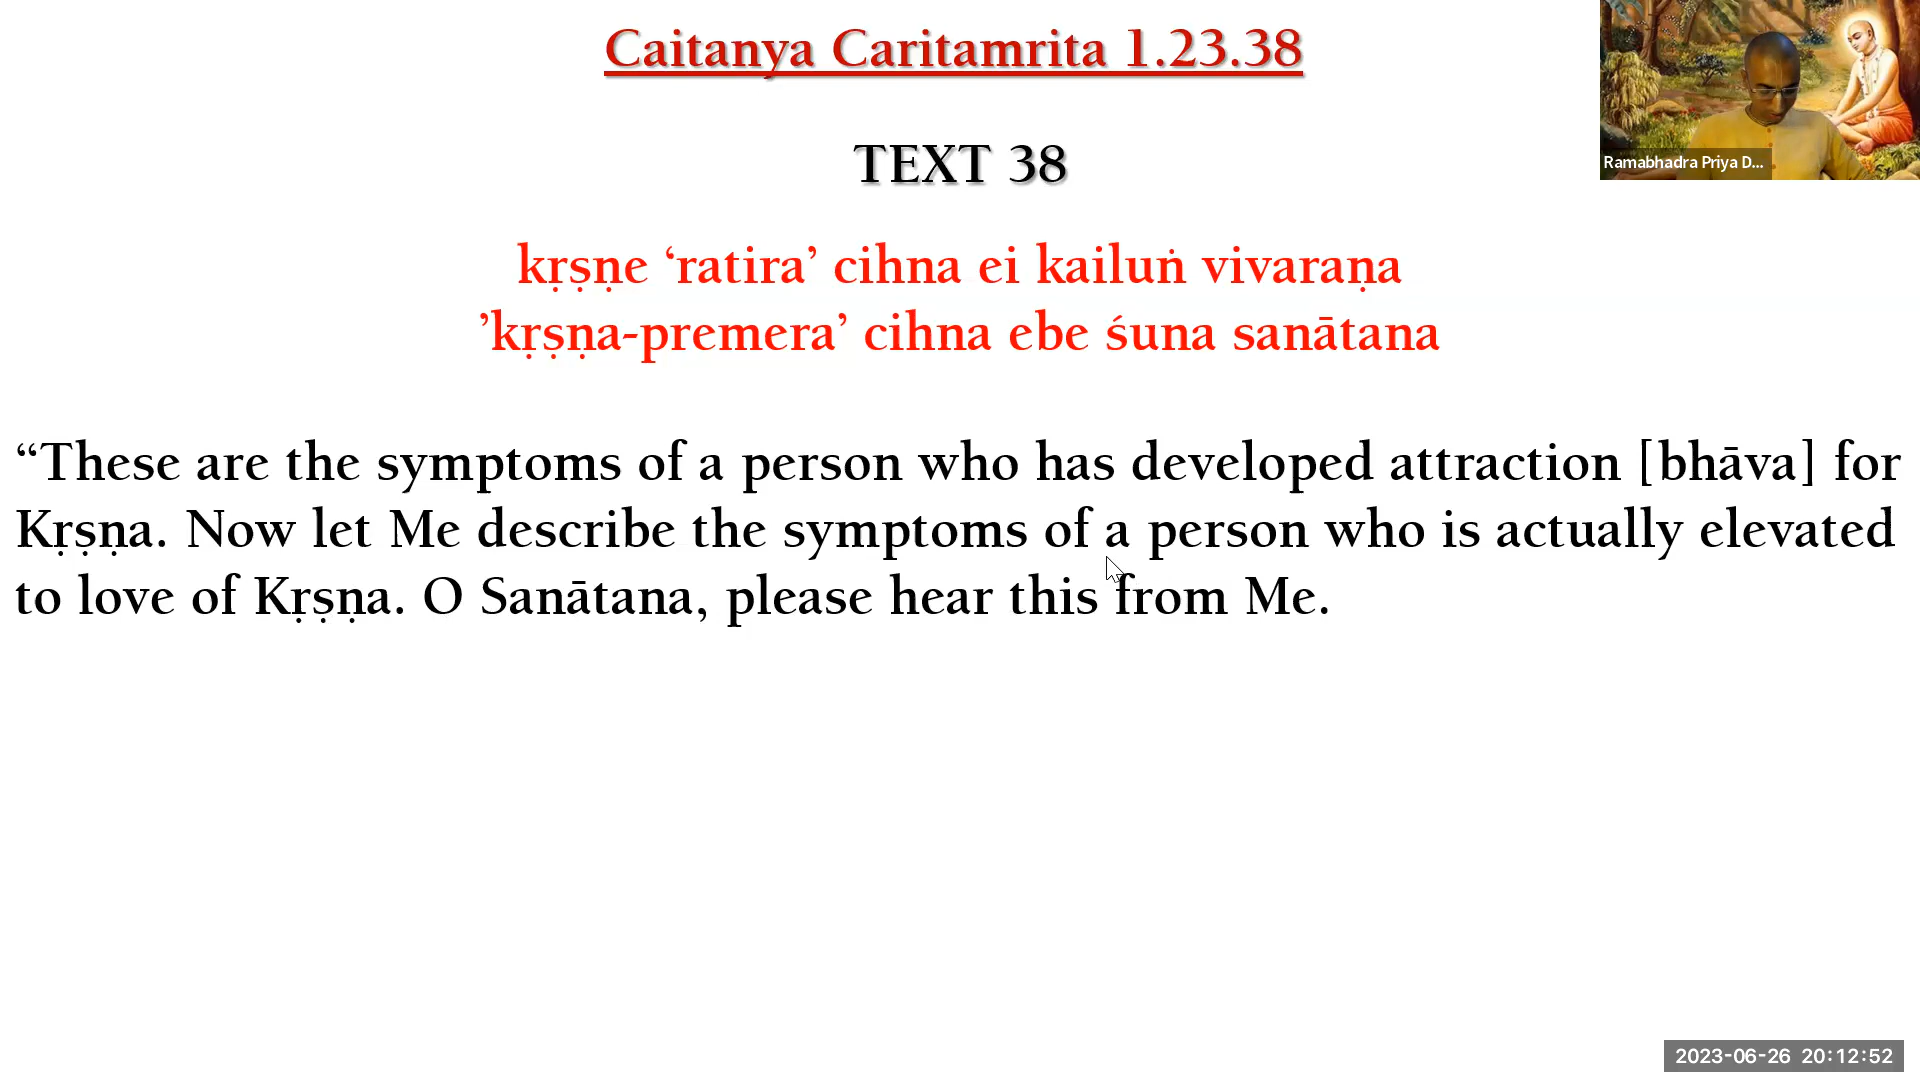 Caitanya Caritamrita 1.23.38
Ramabhadra Priya D...
TEXT 38
kṛṣṇe ‘ratira’ cihna ei kailuṅ vivaraṇa
’kṛṣṇa-premera’ cihna ebe śuna sanātana
“These are the symptoms of a person who has developed attraction [bhāva] for
Kṛṣṇa. Now let Me describe the symptoms of a person who is actually elevated
to love of Kṛṣṇa. O Sanātana, please hear this from Me.
2023-06-26 20:12:52